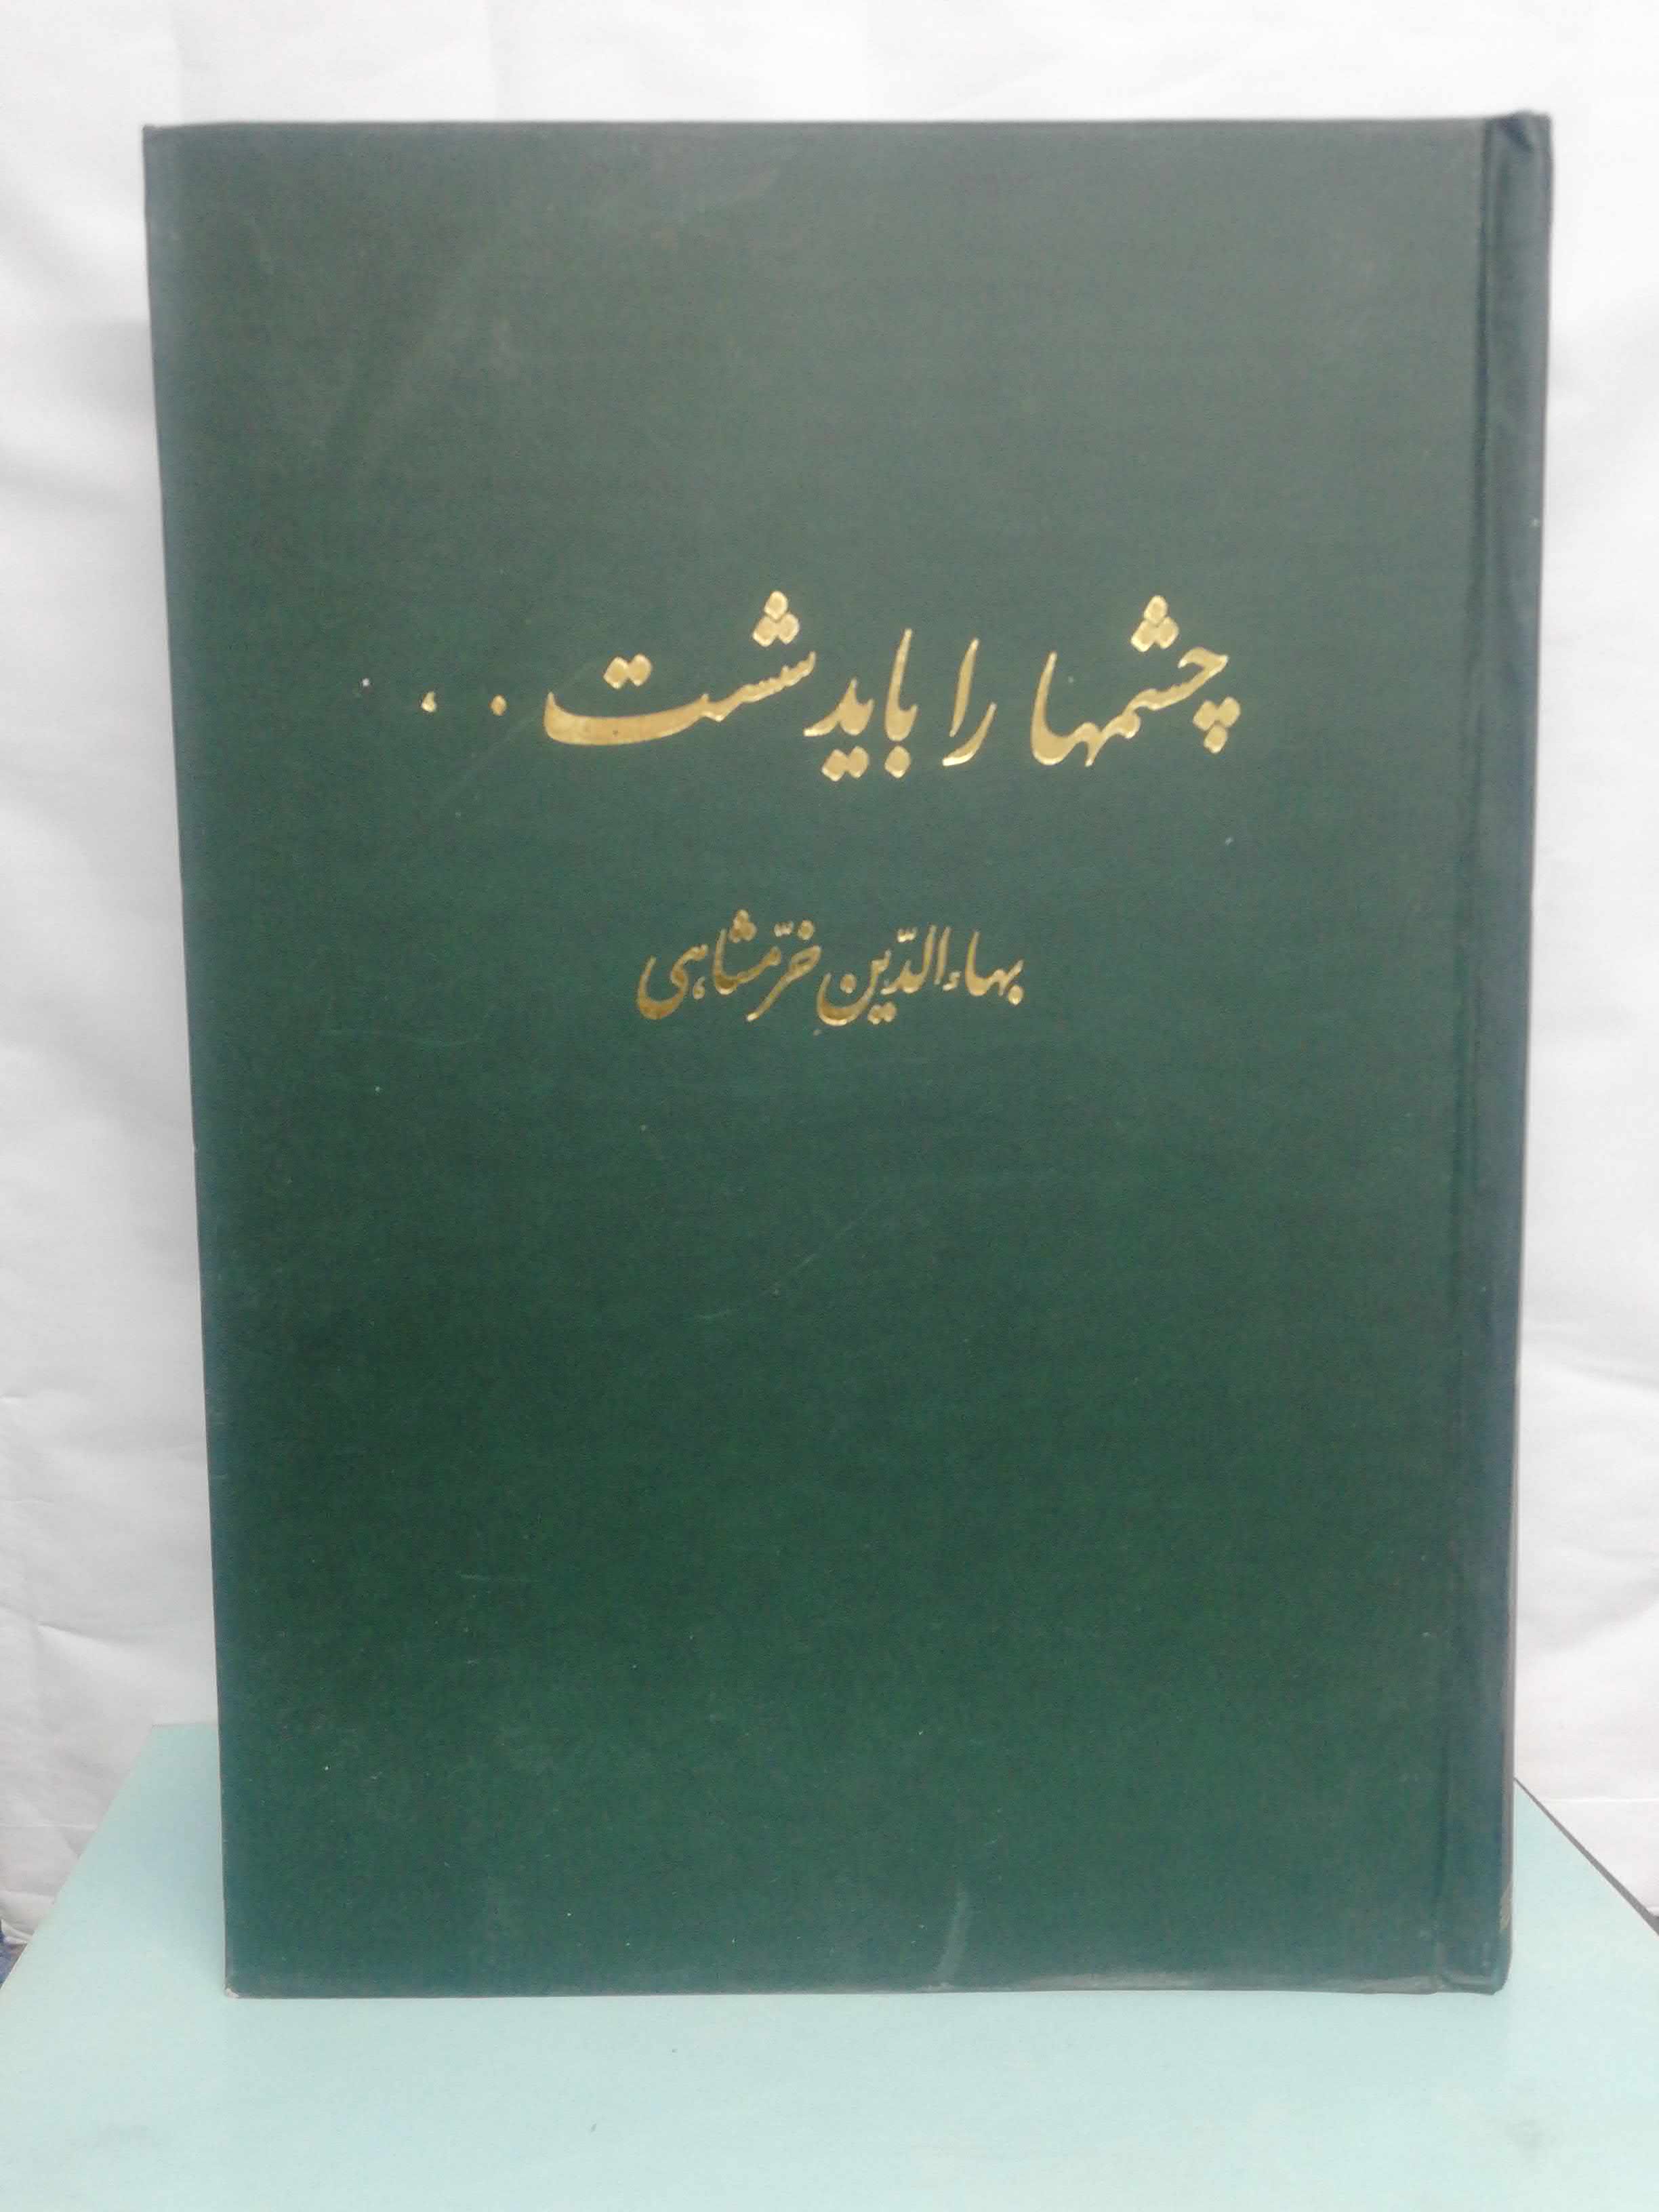 چشمها را باید شست . . .
بهاءالدّین خرّمشاهی